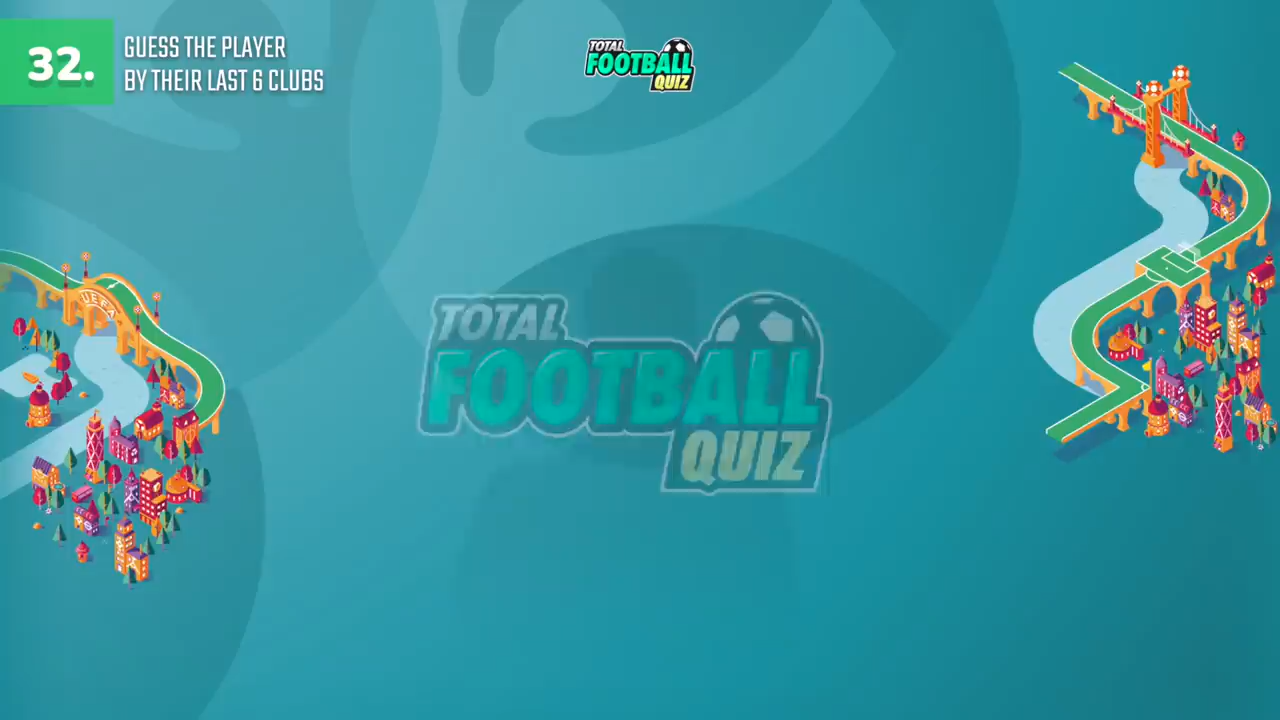 32.
GUESS THE PLAYER
BY THEIR LAST 6 CLUBS
TOTAL
FOOTBALL
QUIZ
UEFA
TOTAL
FOOTBALL
QUIZ